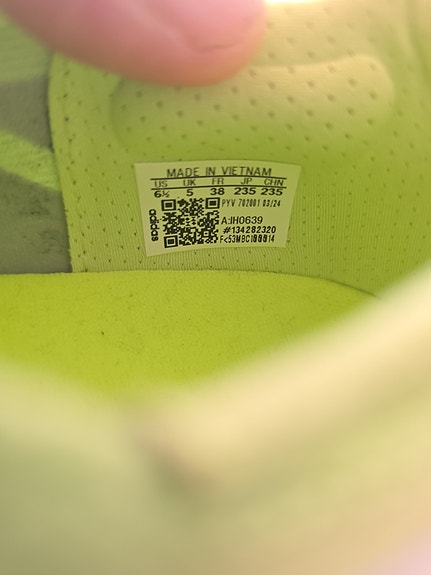 MADE IN VIETNAM
US UK FR JP CHN
6½ 5 38 235 235
PYV 702001 03/24
adidas
A:IH0639
#134282320